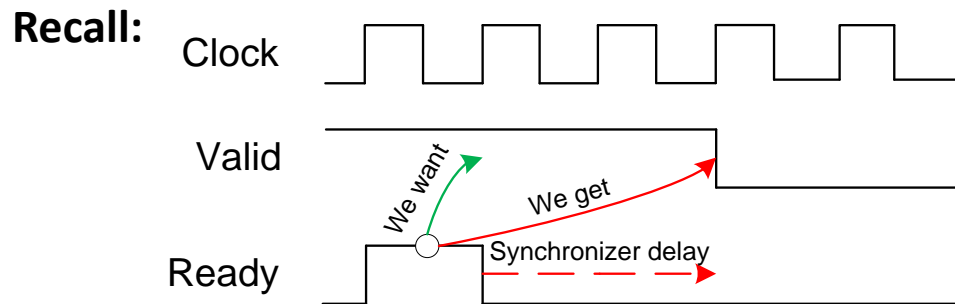 Recall:
Clock
Valid
We want
We get
Synchronizer delay
Ready